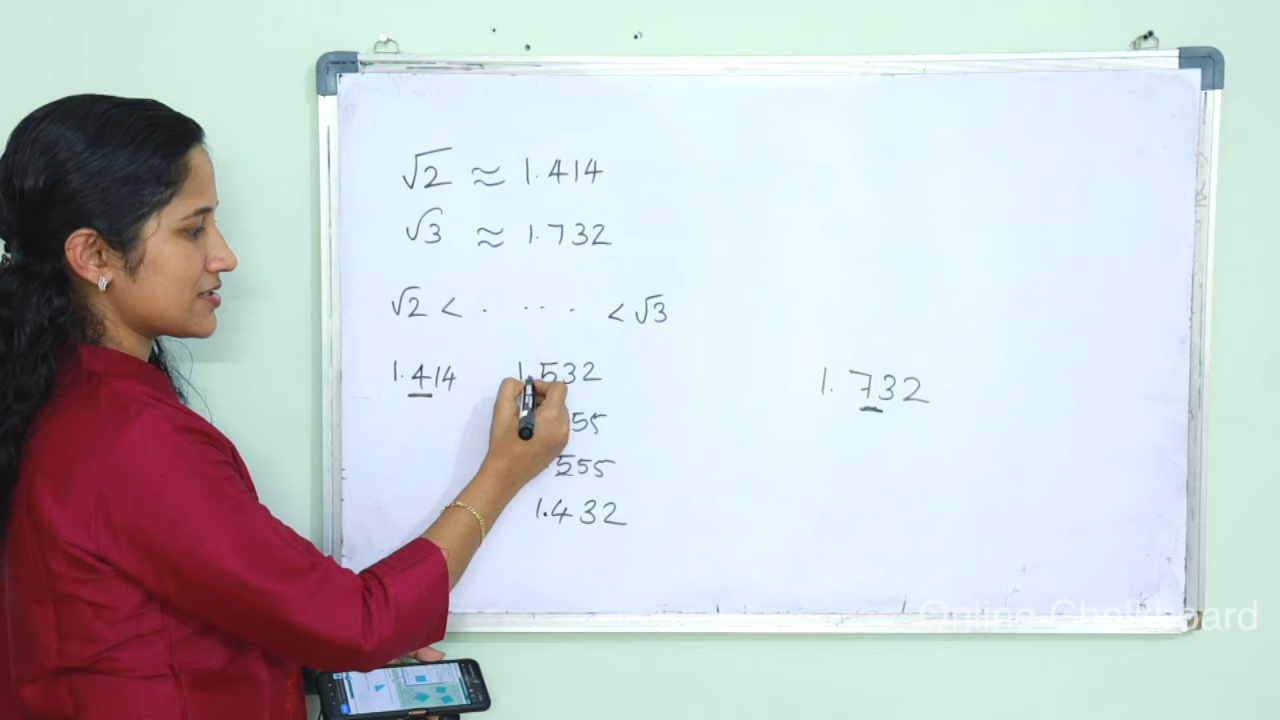 √2 ≈ 1.414
√3 ≈ 1.732
√2 < . ... . < √3
1.414 1.532 1.732
55
.555
1.432
Online Chalkboard